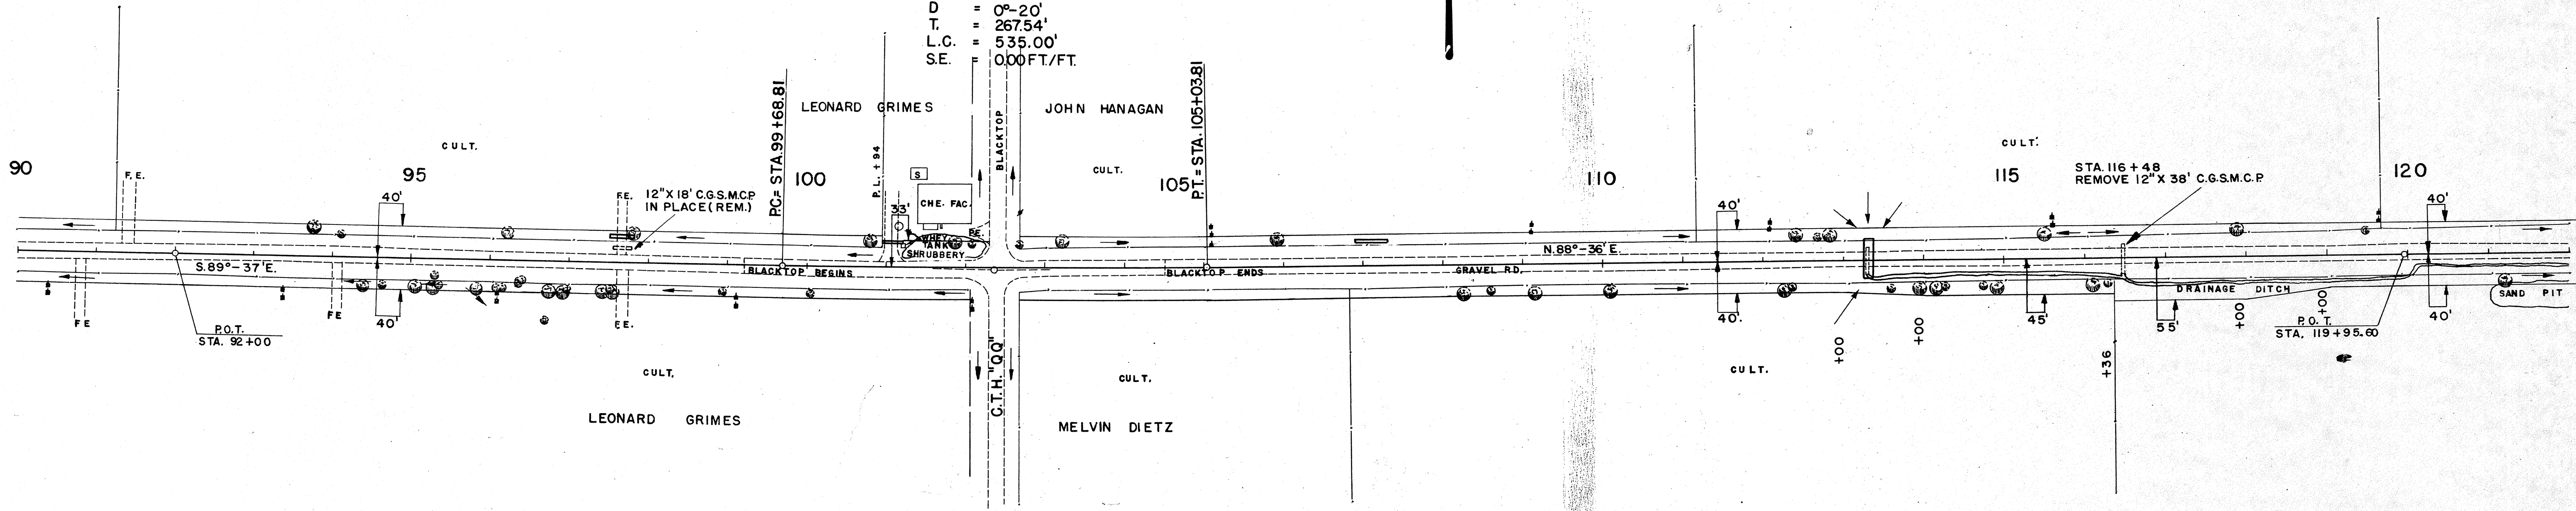 D = 0°-20'
T. = 267.54'
L.C. = 535.00'
S.E. = 0.00 FT./FT.
LEONARD GRIMES
JOHN HANAGAN
BLACKTOP
P.C. = STA. 99+68.81
P.T. = STA. 105+03.81
P.L. +94
CULT.
CULT.
CULT.
90
95
100
105
110
115
120
STA. 116+48
REMOVE 12" X 38' C.G.S.M.C.P.
F.E.
F.E.
12" X 18' C.G.S.M.C.P.
IN PLACE (REM.)
S
CHE. FAC.
40'
33'
40'
40'
WHEY
TANK
P.E.
SHRUBBERY
S.89°-37'E.
BLACKTOP BEGINS
BLACKTOP ENDS
GRAVEL RD.
N.88°-36'E.
DRAINAGE DITCH
SAND PIT
F E
F E
F.E.
40'
40'
45'
55'
40'
+00
+00
+00
+00
+36
P.O.T.
STA. 92+00
P.O.T.
STA. 119+95.60
C.T.H. "QQ"
CULT.
CULT.
CULT.
LEONARD GRIMES
MELVIN DIETZ